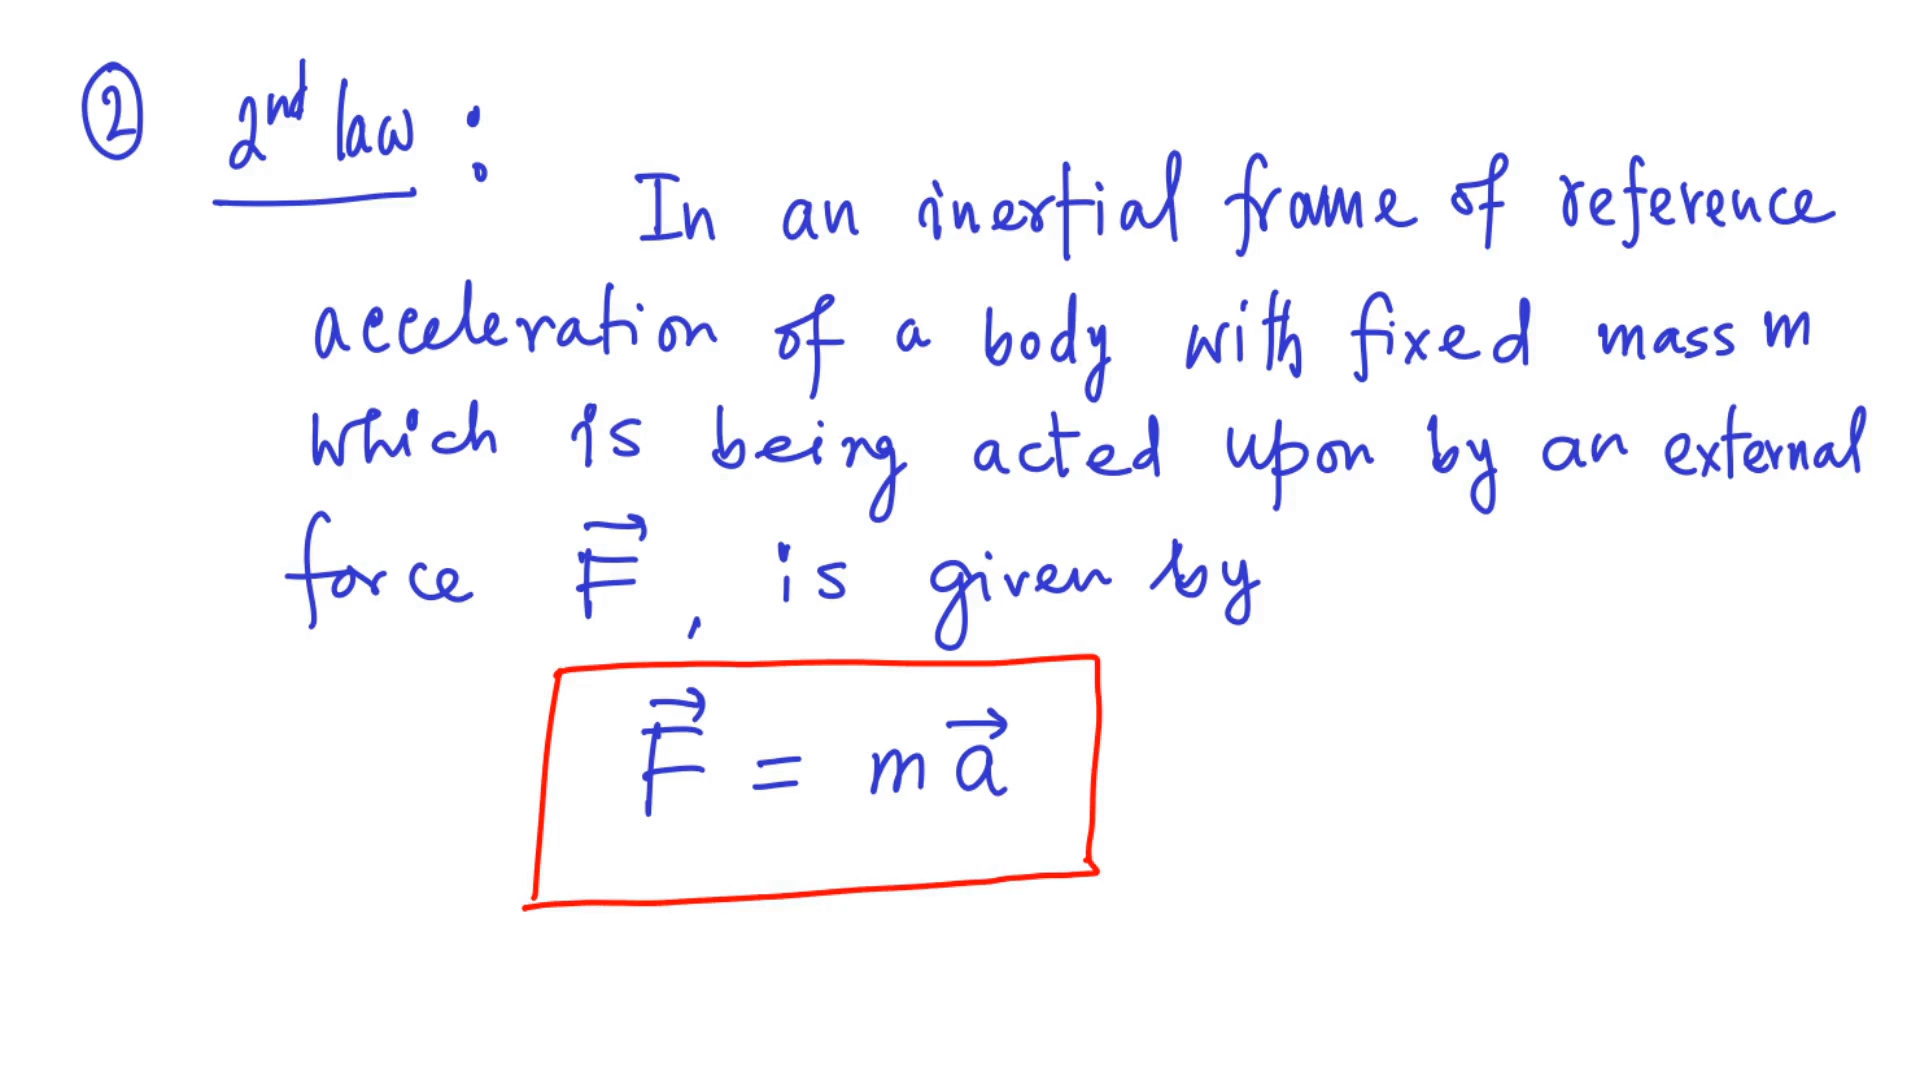 ② 2nd law :
In an inertial frame of reference
acceleration of a body with fixed mass m
which is being acted upon by an external
force F⃗, is given by
F⃗ = m a⃗